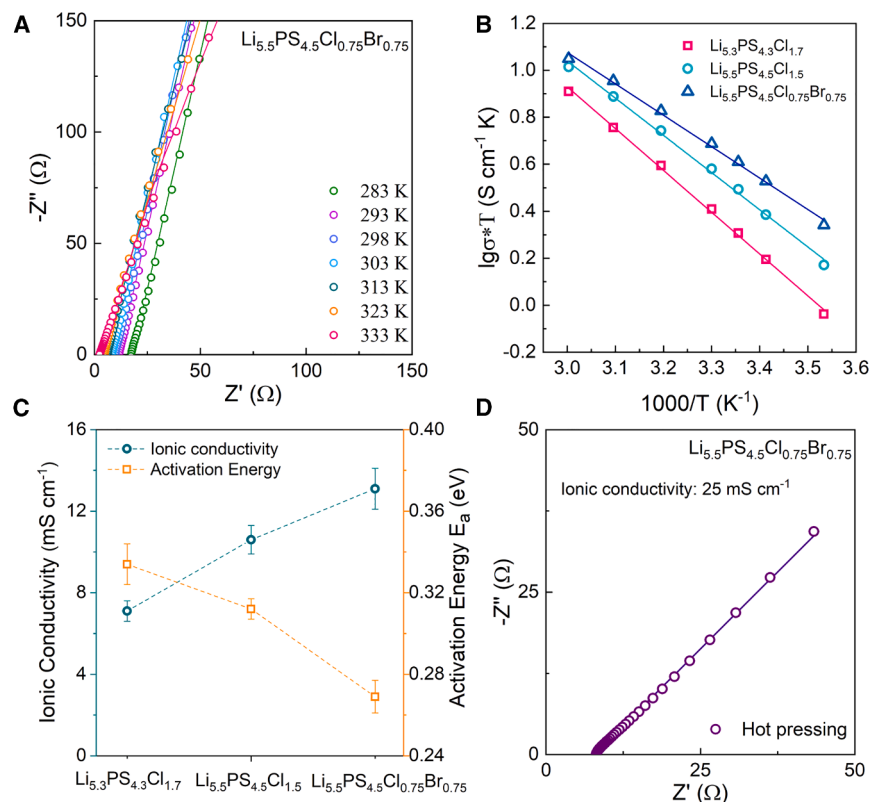 A
Li5.5PS4.5Cl0.75Br0.75
150
100
50
0
-Z'' (Ω)
283 K
293 K
298 K
303 K
313 K
323 K
333 K
0 50 100 150
Z' (Ω)
B
Li5.3PS4.3Cl1.7
Li5.5PS4.5Cl1.5
Li5.5PS4.5Cl0.75Br0.75
1.2
1.0
0.8
0.6
0.4
0.2
0.0
-0.2
lgσ*T (S cm-1 K)
3.0 3.1 3.2 3.3 3.4 3.5 3.6
1000/T (K-1)
C
Ionic conductivity
Activation Energy
16
12
8
4
0
Ionic Conductivity (mS cm-1)
0.40
0.36
0.32
0.28
0.24
Activation Energy Ea (eV)
Li5.3PS4.3Cl1.7 Li5.5PS4.5Cl1.5 Li5.5PS4.5Cl0.75Br0.75
D
Li5.5PS4.5Cl0.75Br0.75
Ionic conductivity: 25 mS cm-1
50
25
0
-Z'' (Ω)
Hot pressing
0 25 50
Z' (Ω)